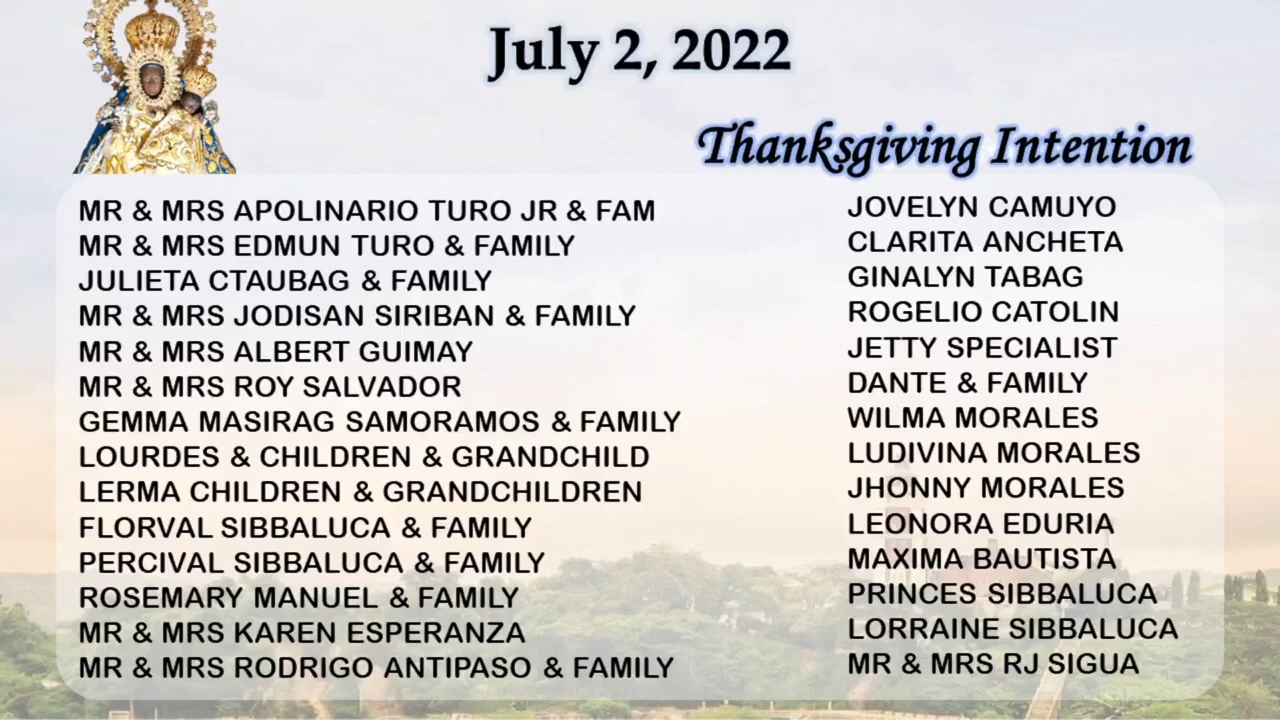 July 2, 2022
Thanksgiving Intention
MR & MRS APOLINARIO TURO JR & FAM
MR & MRS EDMUN TURO & FAMILY
JULIETA CTAUBAG & FAMILY
MR & MRS JODISAN SIRIBAN & FAMILY
MR & MRS ALBERT GUIMAY
MR & MRS ROY SALVADOR
GEMMA MASIRAG SAMORAMOS & FAMILY
LOURDES & CHILDREN & GRANDCHILD
LERMA CHILDREN & GRANDCHILDREN
FLORVAL SIBBALUCA & FAMILY
PERCIVAL SIBBALUCA & FAMILY
ROSEMARY MANUEL & FAMILY
MR & MRS KAREN ESPERANZA
MR & MRS RODRIGO ANTIPASO & FAMILY
JOVELYN CAMUYO
CLARITA ANCHETA
GINALYN TABAG
ROGELIO CATOLIN
JETTY SPECIALIST
DANTE & FAMILY
WILMA MORALES
LUDIVINA MORALES
JHONNY MORALES
LEONORA EDURIA
MAXIMA BAUTISTA
PRINCES SIBBALUCA
LORRAINE SIBBALUCA
MR & MRS RJ SIGUA